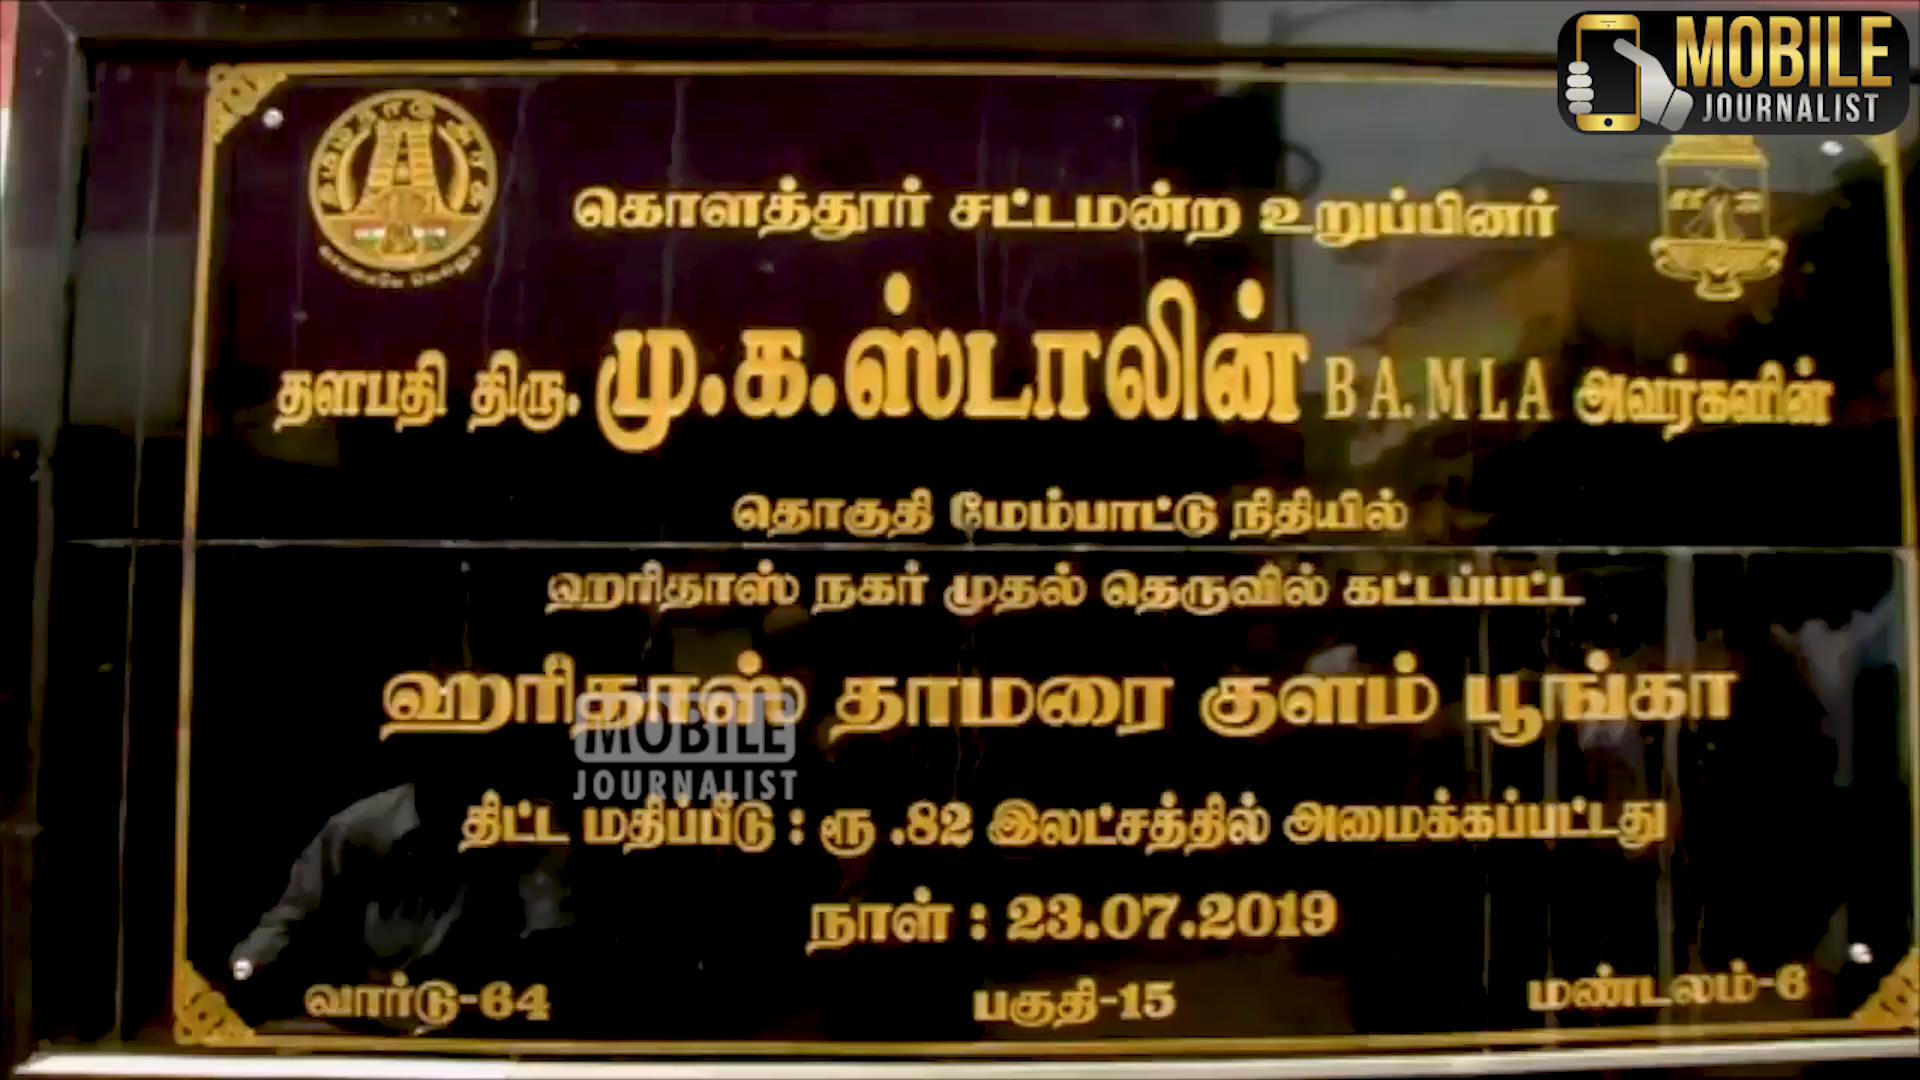 MOBILE
JOURNALIST
கொளத்தூர் சட்டமன்ற உறுப்பினர்
தளபதி திரு. மு.க.ஸ்டாலின் B A. M L A அவர்களின்
தொகுதி மேம்பாட்டு நிதியில்
ஹரிதாஸ் நகர் முதல் தெருவில் கட்டப்பட்ட
ஹரிதாஸ் தாமரை குளம் பூங்கா
MOBILE
JOURNALIST
திட்ட மதிப்பீடு : ரூ .82 இலட்சத்தில் அமைக்கப்பட்டது
நாள் : 23.07.2019
வார்டு-64 பகுதி-15 மண்டலம்-6